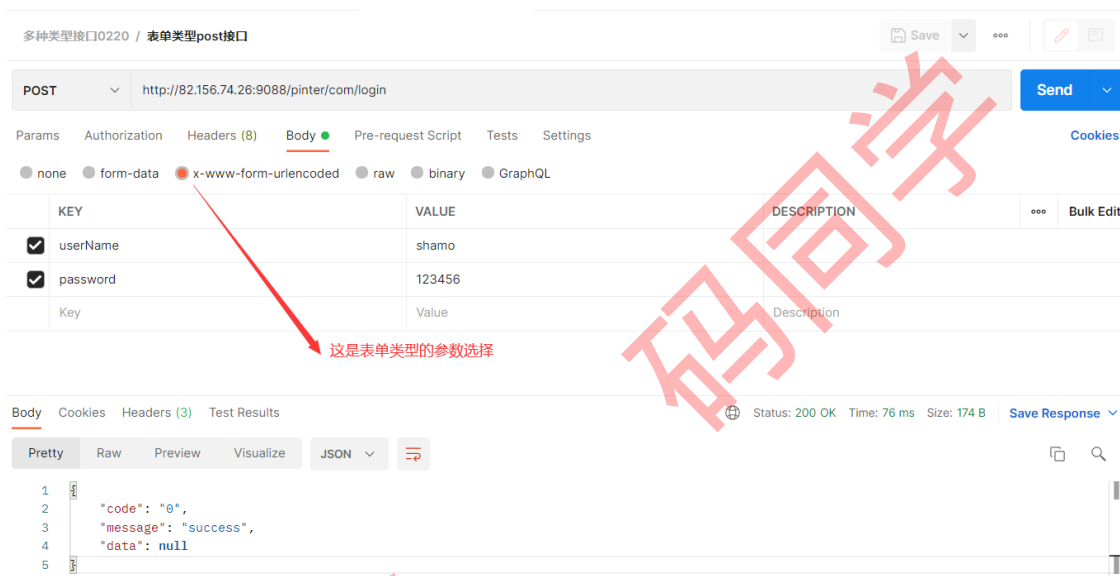 多种类型接口0220 / 表单类型post接口
Save
POST
http://82.156.74.26:9088/pinter/com/login
Send
Params Authorization Headers (8) Body Pre-request Script Tests Settings Cookies
none form-data x-www-form-urlencoded raw binary GraphQL
KEY VALUE DESCRIPTION Bulk Edit
userName shamo
password 123456
Key Value Description
这是表单类型的参数选择
码同学
Body Cookies Headers (3) Test Results Status: 200 OK Time: 76 ms Size: 174 B Save Response
Pretty Raw Preview Visualize JSON
1 {
2 "code": "0",
3 "message": "success",
4 "data": null
5 }